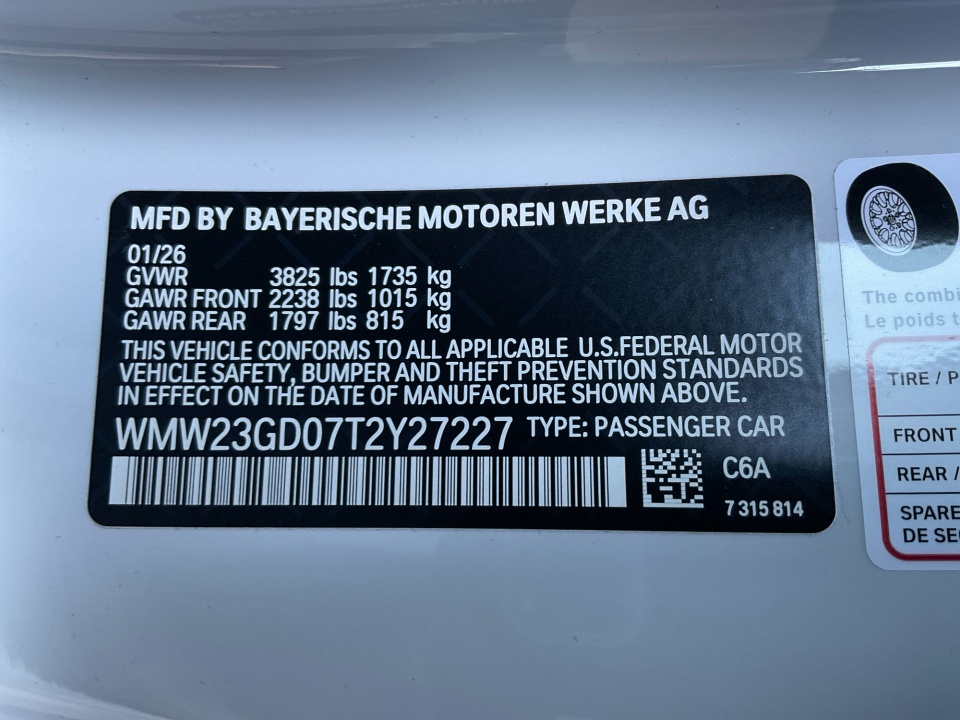 MFD BY BAYERISCHE MOTOREN WERKE AG
01/26
GVWR 3825 lbs 1735 kg
GAWR FRONT 2238 lbs 1015 kg
GAWR REAR 1797 lbs 815 kg
THIS VEHICLE CONFORMS TO ALL APPLICABLE U.S.FEDERAL MOTOR
VEHICLE SAFETY, BUMPER AND THEFT PREVENTION STANDARDS
IN EFFECT ON THE DATE OF MANUFACTURE SHOWN ABOVE.
WMW23GD07T2Y27227 TYPE: PASSENGER CAR
C6A
7 315 814
The combi
Le poids t
TIRE / P
FRONT
REAR /
SPARE
DE SE